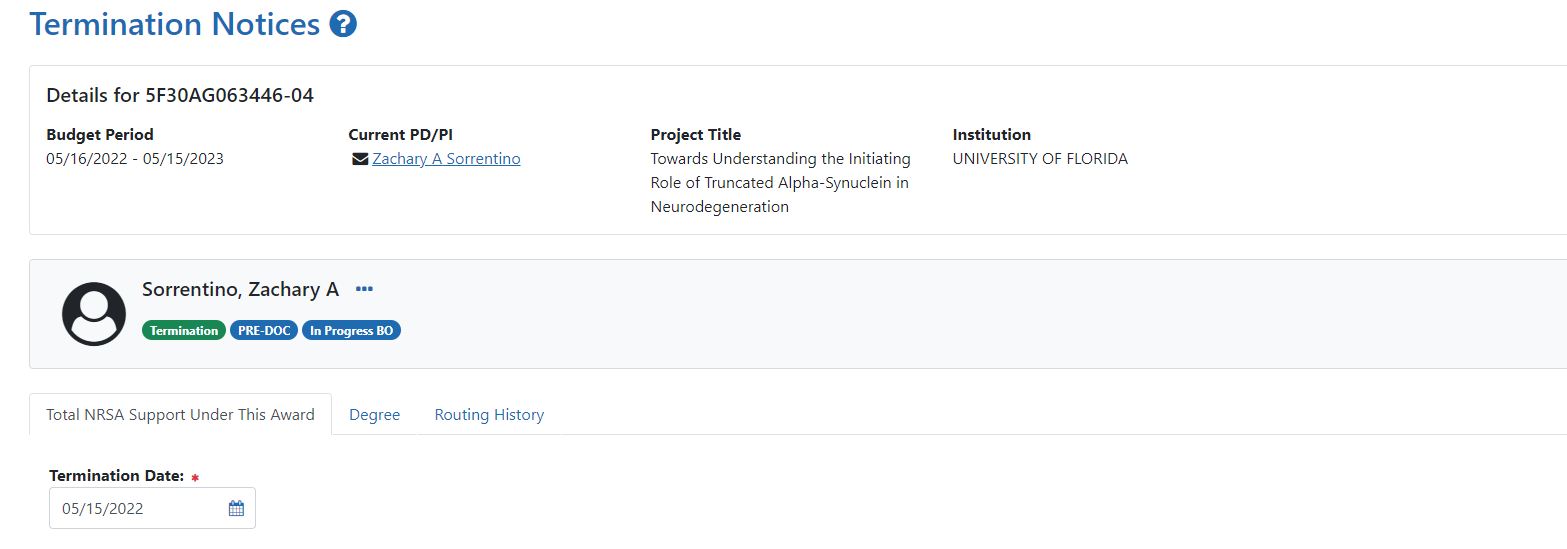 Termination Notices ?
Details for 5F30AG063446-04
Budget Period
05/16/2022 - 05/15/2023
Current PD/PI
Zachary A Sorrentino
Project Title
Towards Understanding the Initiating
Role of Truncated Alpha-Synuclein in
Neurodegeneration
Institution
UNIVERSITY OF FLORIDA
Sorrentino, Zachary A ...
Termination PRE-DOC In Progress BO
Total NRSA Support Under This Award Degree Routing History
Termination Date: *
05/15/2022